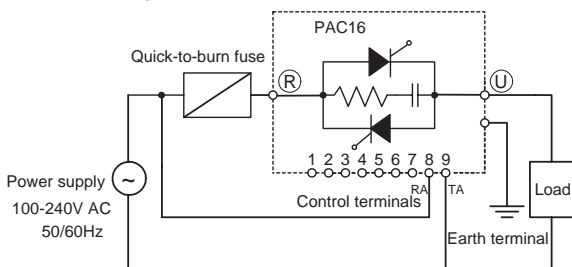 PAC16
Quick-to-burn fuse
R
U
1 2 3 4 5 6 7 8 9
RA TA
Power supply
100-240V AC
50/60Hz
~
Control terminals
Load
Earth terminal